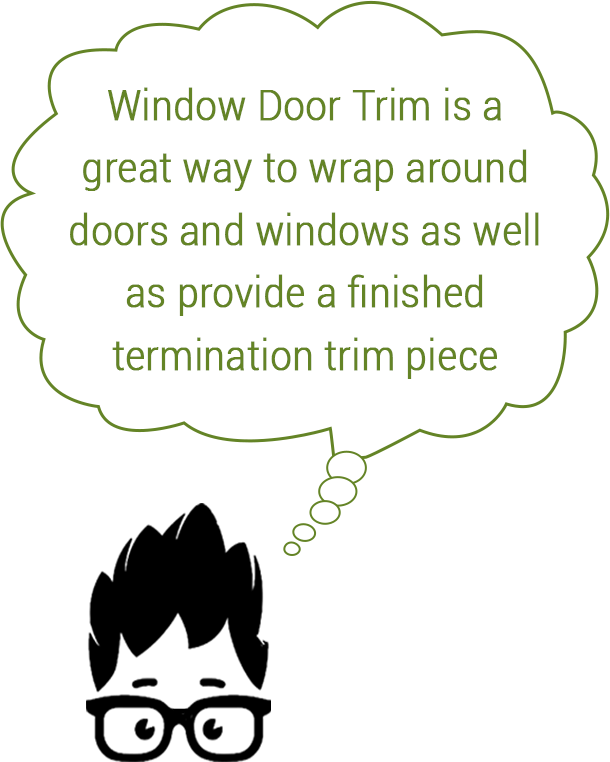 Window Door Trim is a
great way to wrap around
doors and windows as well
as provide a finished
termination trim piece